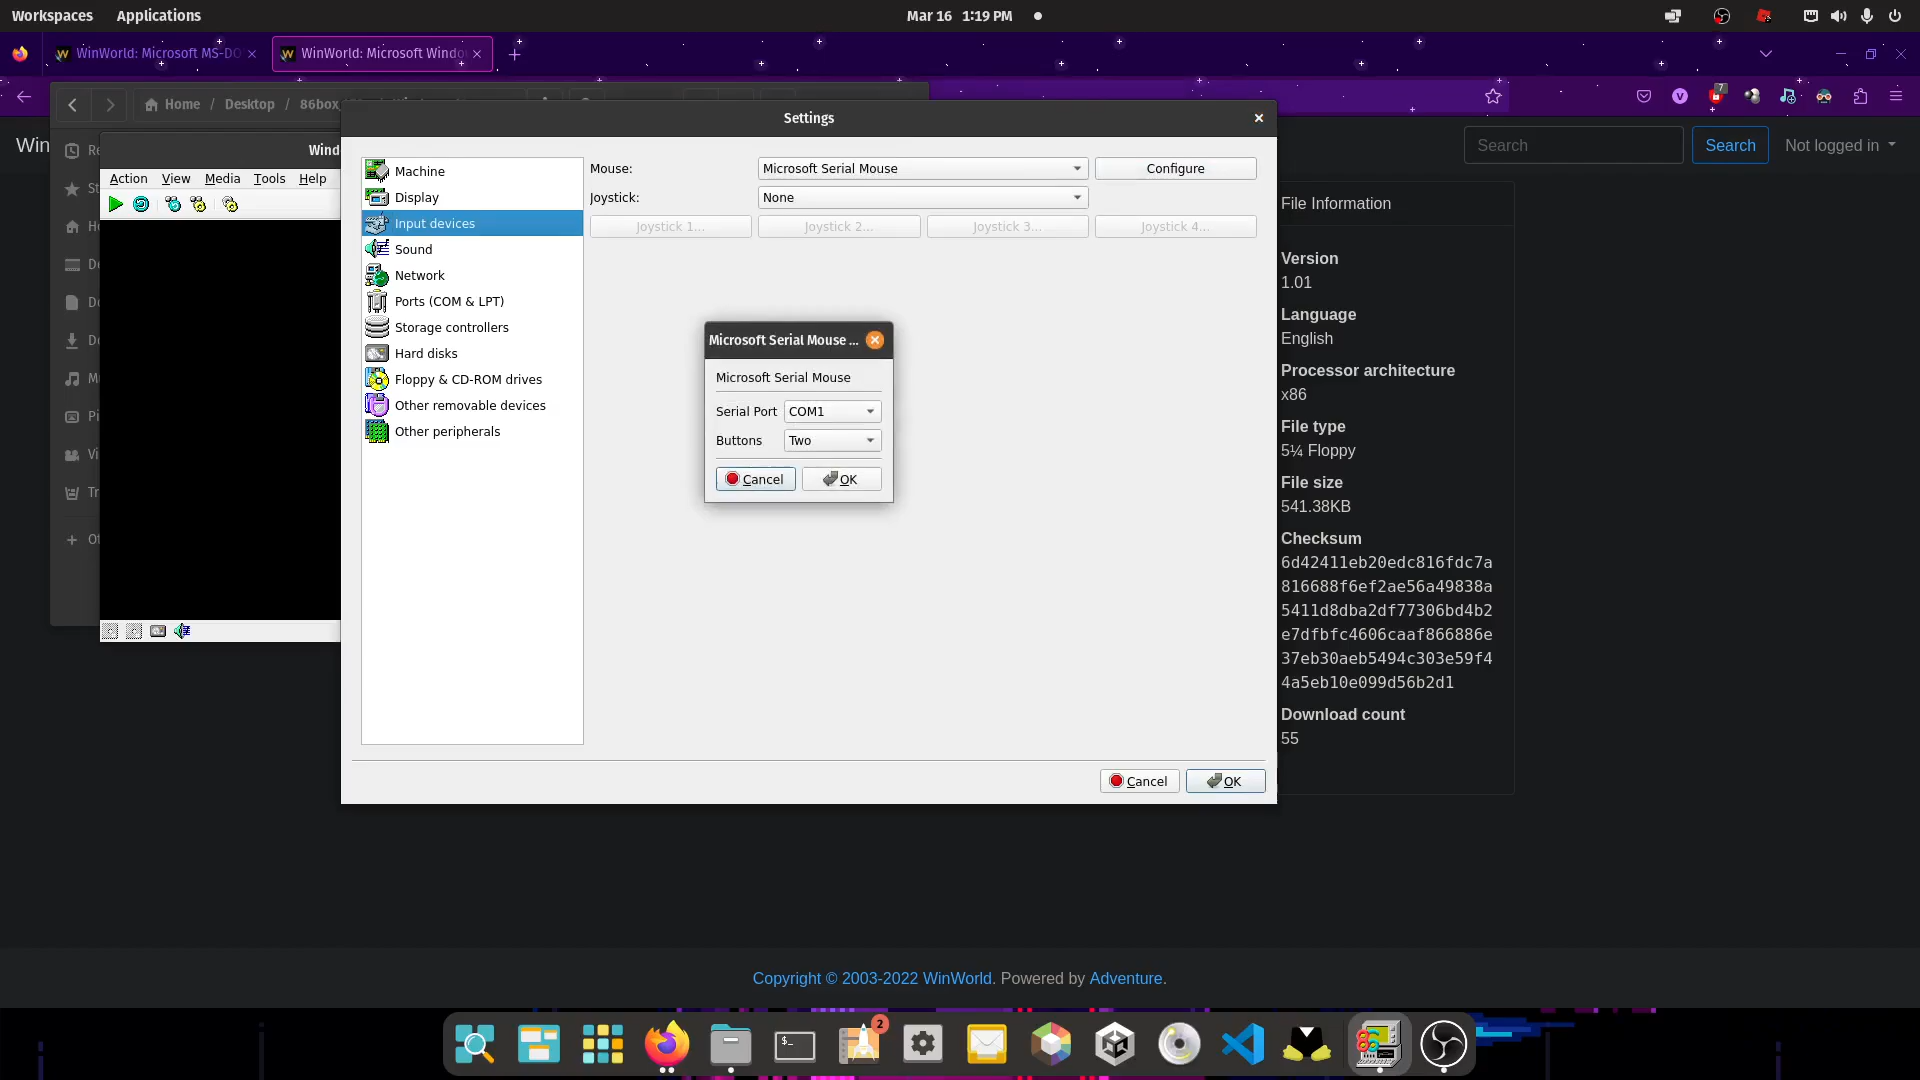 Workspaces
Applications
Mar 16 1:19 PM
WinWorld: Microsoft MS-DO
WinWorld: Microsoft Windo
7
Home / Desktop / 86box
Settings
Win
Search
Search
Not logged in
Wind
Action View Media Tools Help
Machine
Display
Input devices
Sound
Network
Ports (COM & LPT)
Storage controllers
Hard disks
Floppy & CD-ROM drives
Other removable devices
Other peripherals
Mouse:
Microsoft Serial Mouse
Configure
Joystick:
None
Joystick 1...
Joystick 2...
Joystick 3...
Joystick 4...
Microsoft Serial Mouse ...
Microsoft Serial Mouse
Serial Port
COM1
Buttons
Two
Cancel
OK
Cancel
OK
File Information
Version
1.01
Language
English
Processor architecture
x86
File type
5¼ Floppy
File size
541.38KB
Checksum
6d42411eb20edc816fdc7a
816688f6ef2ae56a49838a
5411d8dba2df77306bd4b2
e7dfbfc4606caaf866886e
37eb30aeb5494c303e59f4
4a5eb10e099d56b2d1
Download count
55
Copyright © 2003-2022 WinWorld. Powered by Adventure.
2